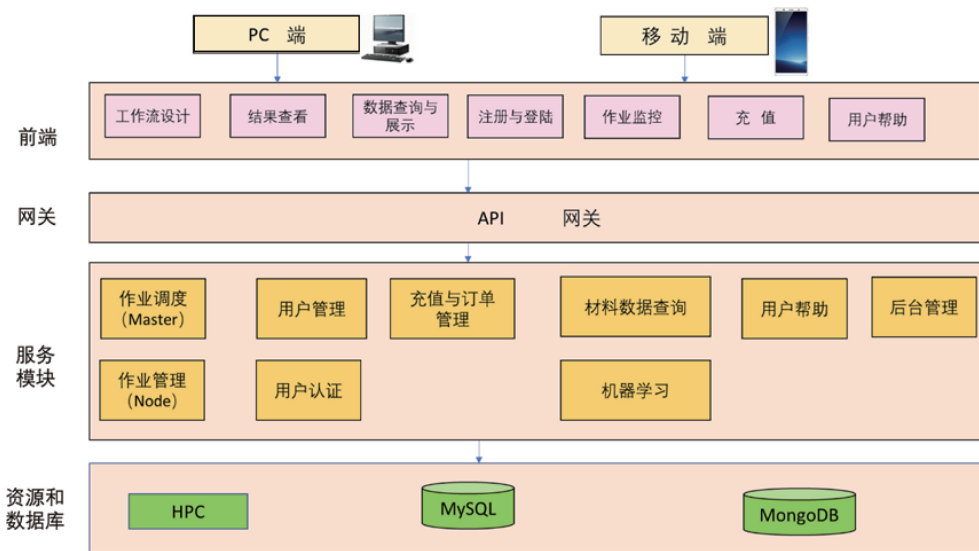 PC 端
移动 端
前端
工作流设计
结果查看
数据查询与
展示
注册与登陆
作业监控
充 值
用户帮助
网关
API 网关
服务
模块
作业调度
（Master）
用户管理
充值与订单
管理
材料数据查询
用户帮助
后台管理
作业管理
(Node)
用户认证
机器学习
资源和
数据库
HPC
MySQL
MongoDB